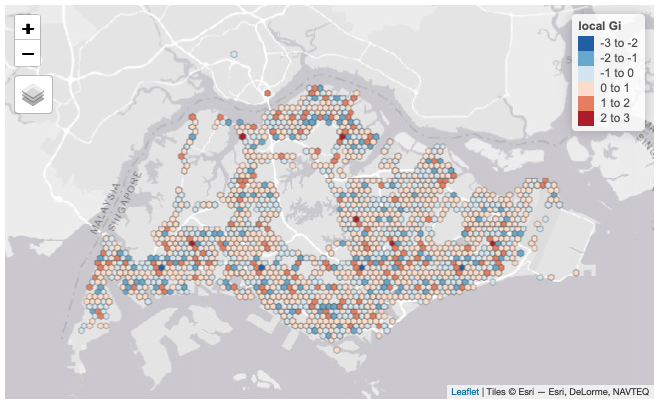 +
−
local Gi
-3 to -2
-2 to -1
-1 to 0
0 to 1
1 to 2
2 to 3
MALAYSIA
SINGAPORE
Leaflet | Tiles © Esri — Esri, DeLorme, NAVTEQ